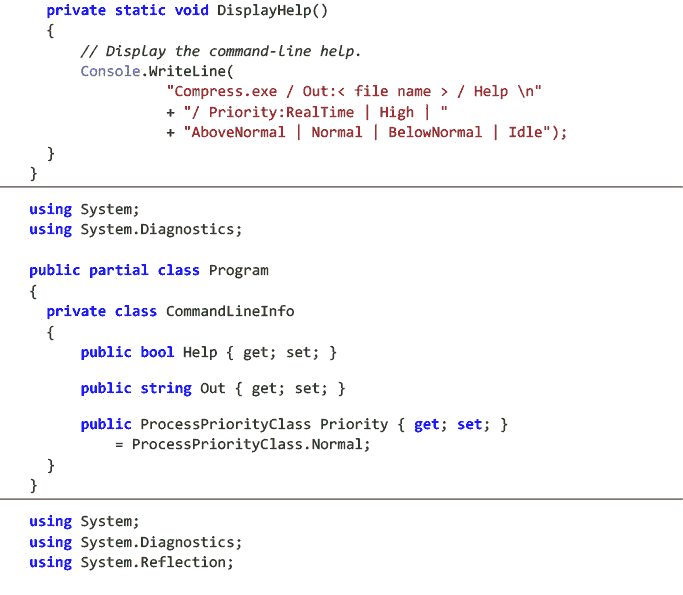 private static void DisplayHelp()
{
// Display the command-line help.
Console.WriteLine(
"Compress.exe / Out:< file name > / Help \n"
+ "/ Priority:RealTime | High | "
+ "AboveNormal | Normal | BelowNormal | Idle");
}
}
using System;
using System.Diagnostics;
public partial class Program
{
private class CommandLineInfo
{
public bool Help { get; set; }
public string Out { get; set; }
public ProcessPriorityClass Priority { get; set; }
= ProcessPriorityClass.Normal;
}
}
using System;
using System.Diagnostics;
using System.Reflection;